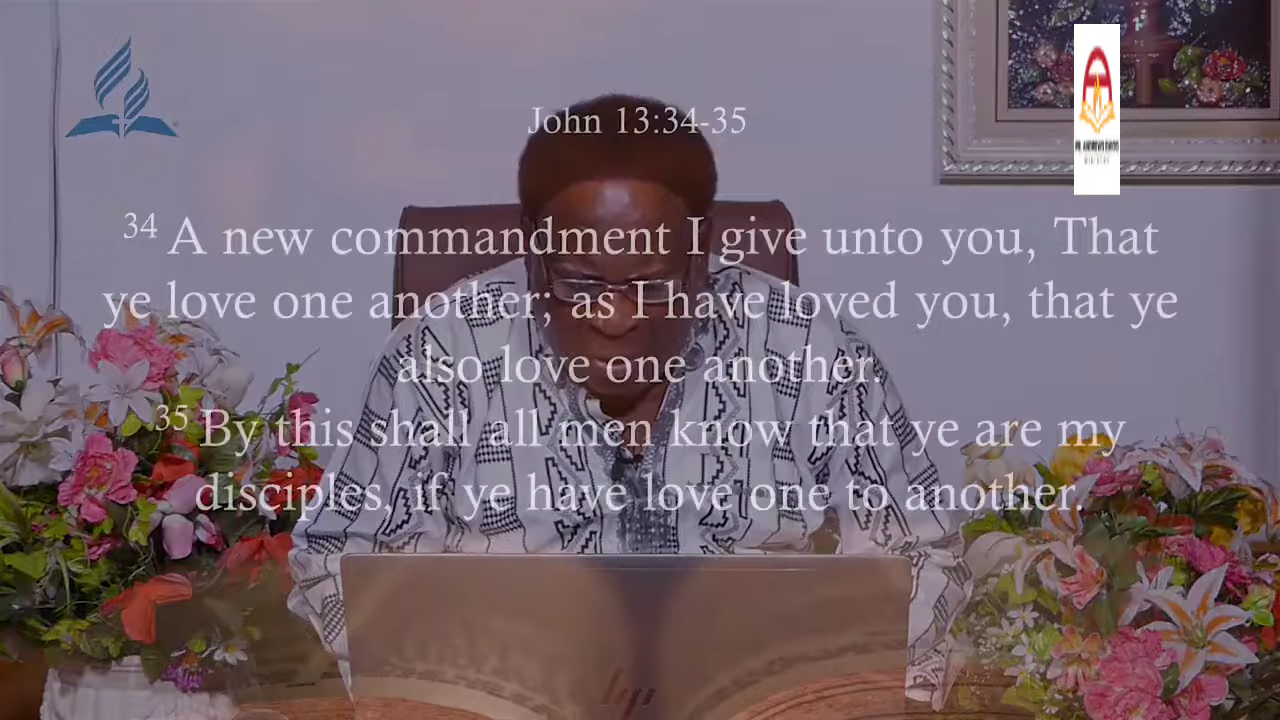 John 13:34-35
34 A new commandment I give unto you, That
ye love one another; as I have loved you, that ye
also love one another.
35 By this shall all men know that ye are my
disciples, if ye have love one to another.
MINISTRY
hp